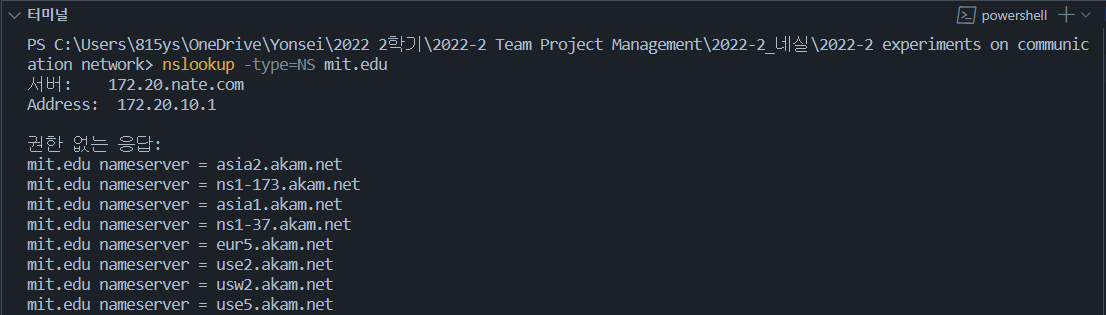 터미널
powershell
PS C:\Users\815ys\OneDrive\Yonsei\2022 2학기\2022-2 Team Project Management\2022-2_네실\2022-2 experiments on communic
ation network> nslookup -type=NS mit.edu
서버:    172.20.nate.com
Address:  172.20.10.1
권한 없는 응답:
mit.edu nameserver = asia2.akam.net
mit.edu nameserver = ns1-173.akam.net
mit.edu nameserver = asia1.akam.net
mit.edu nameserver = ns1-37.akam.net
mit.edu nameserver = eur5.akam.net
mit.edu nameserver = use2.akam.net
mit.edu nameserver = usw2.akam.net
mit.edu nameserver = use5.akam.net